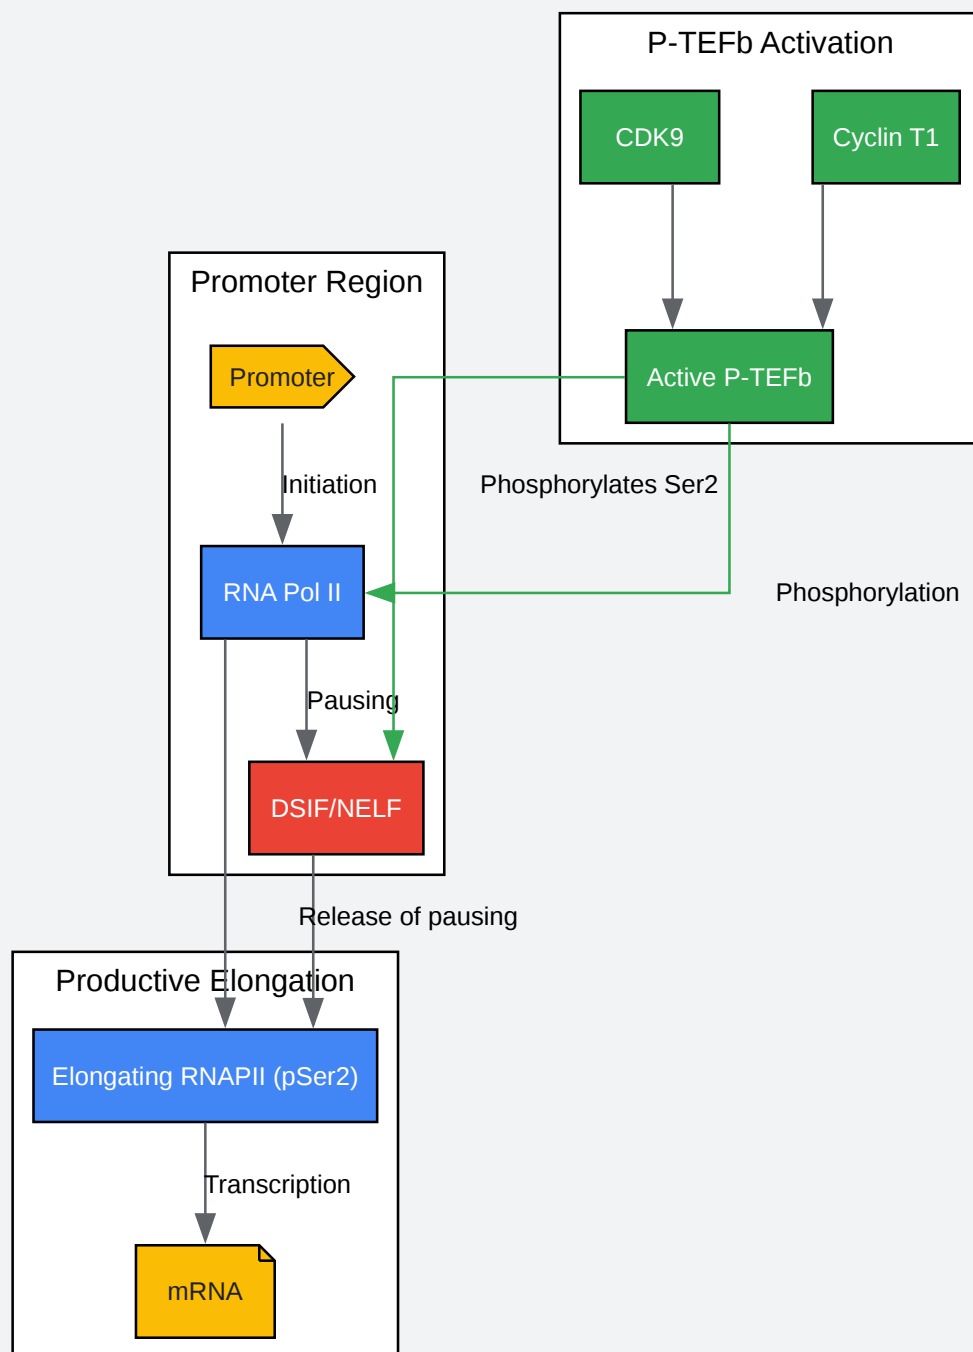 P-TEFb Activation
CDK9
Cyclin T1
Promoter Region
Promoter
Active P-TEFb
Initiation
Phosphorylates Ser2
RNA Pol II
Phosphorylation
Pausing
DSIF/NELF
Release of pausing
Productive Elongation
Elongating RNAPII (pSer2)
Transcription
mRNA